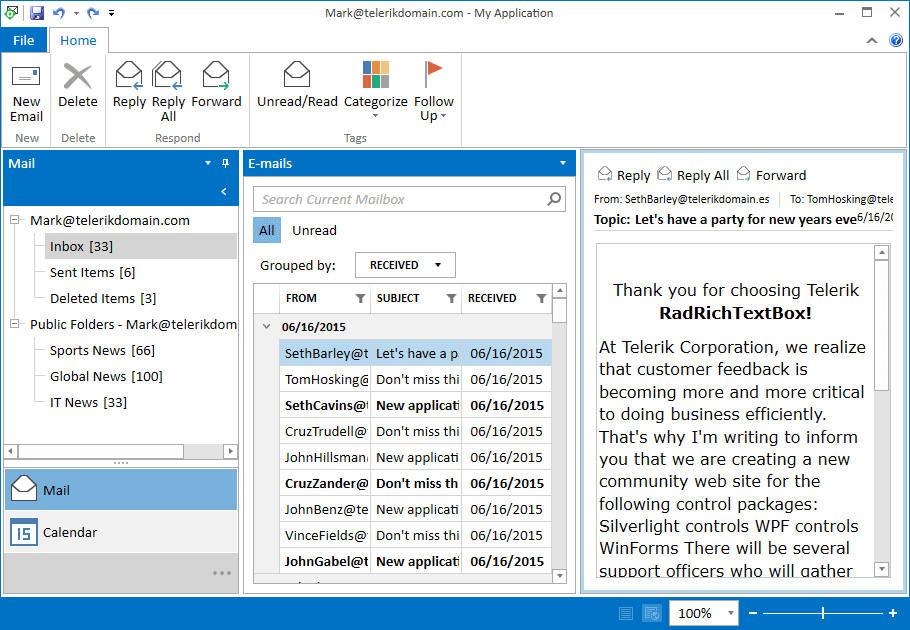 Mark@telerikdomain.com - My Application
File
Home
New Email
Delete
Reply
Reply All
Forward
Unread/Read
Categorize
Follow Up
New
Delete
Respond
Tags
Mail
Mark@telerikdomain.com
Inbox [33]
Sent Items [6]
Deleted Items [3]
Public Folders - Mark@telerikdom
Sports News [66]
Global News [100]
IT News [33]
Mail
15
Calendar
E-mails
Search Current Mailbox
All
Unread
Grouped by:
RECEIVED
FROM SUBJECT RECEIVED
06/16/2015
SethBarley@t Let's have a pa 06/16/2015
TomHosking@ Don't miss thi 06/16/2015
SethCavins@t New applicati 06/16/2015
CruzTrudell@ Don't miss thi 06/16/2015
JohnHillsman New applicati 06/16/2015
CruzZander@ Don't miss th 06/16/2015
JohnBenz@te New applicati 06/16/2015
VinceFields@ Don't miss thi 06/16/2015
JohnGabel@t New applicati 06/16/2015
Reply
Reply All
Forward
From: SethBarley@telerikdomain.es
To: TomHosking@tele
Topic: Let's have a party for new years eve
6/16/20
Thank you for choosing Telerik
RadRichTextBox!
At Telerik Corporation, we realize
that customer feedback is
becoming more and more critical
to doing business efficiently.
That's why I'm writing to inform
you that we are creating a new
community web site for the
following control packages:
Silverlight controls WPF controls
WinForms There will be several
support officers who will gather
100%